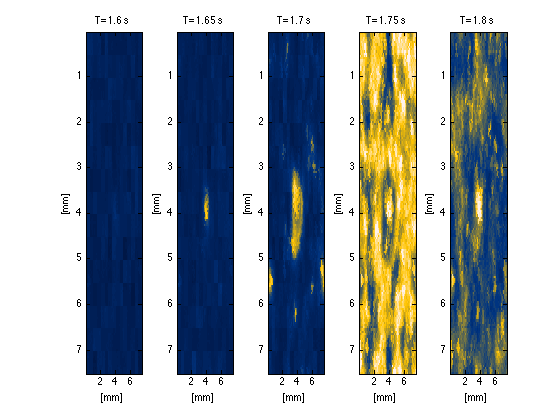 T=1.6 s T=1.65 s T=1.7 s T=1.75 s T=1.8 s
1 1 1 1 1
2 2 2 2 2
3 3 3 3 3
[mm] 4 [mm] 4 [mm] 4 [mm] 4 [mm] 4
5 5 5 5 5
6 6 6 6 6
7 7 7 7 7
2 4 6 2 4 6 2 4 6 2 4 6 2 4 6
[mm] [mm] [mm] [mm] [mm]